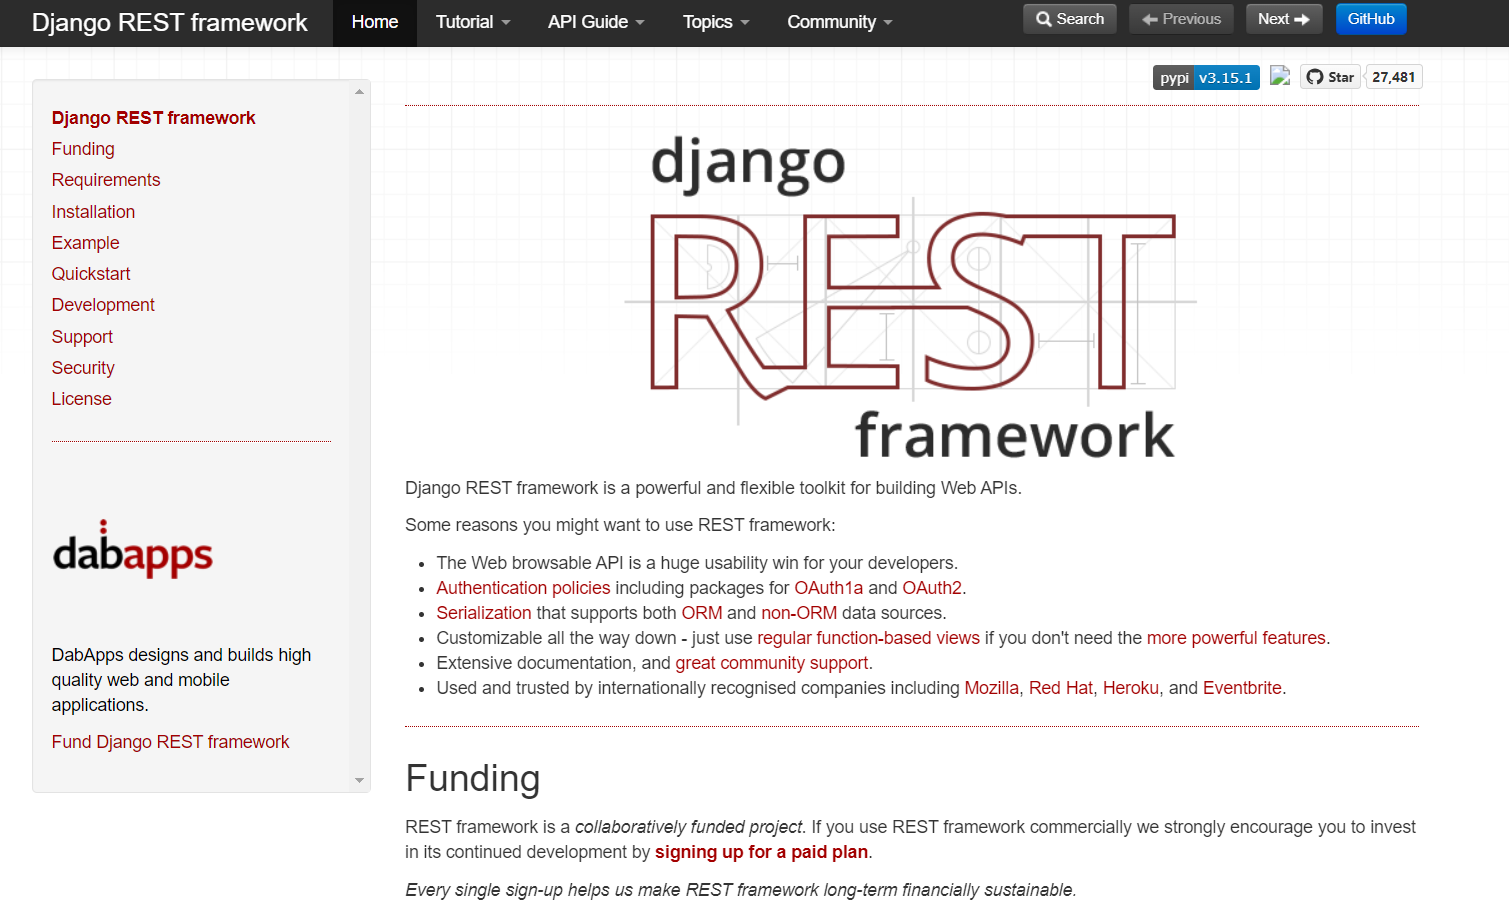 Django REST framework
Home
Tutorial
API Guide
Topics
Community
Search
Previous
Next
GitHub
pypi v3.15.1
Star
27,481
Django REST framework
Funding
Requirements
Installation
Example
Quickstart
Development
Support
Security
License
dabapps
DabApps designs and builds high
quality web and mobile
applications.
Fund Django REST framework
django
REST
framework
Django REST framework is a powerful and flexible toolkit for building Web APIs.
Some reasons you might want to use REST framework:
• The Web browsable API is a huge usability win for your developers.
• Authentication policies including packages for OAuth1a and OAuth2.
• Serialization that supports both ORM and non-ORM data sources.
• Customizable all the way down - just use regular function-based views if you don't need the more powerful features.
• Extensive documentation, and great community support.
• Used and trusted by internationally recognised companies including Mozilla, Red Hat, Heroku, and Eventbrite.
Funding
REST framework is a collaboratively funded project. If you use REST framework commercially we strongly encourage you to invest
in its continued development by signing up for a paid plan.
Every single sign-up helps us make REST framework long-term financially sustainable.